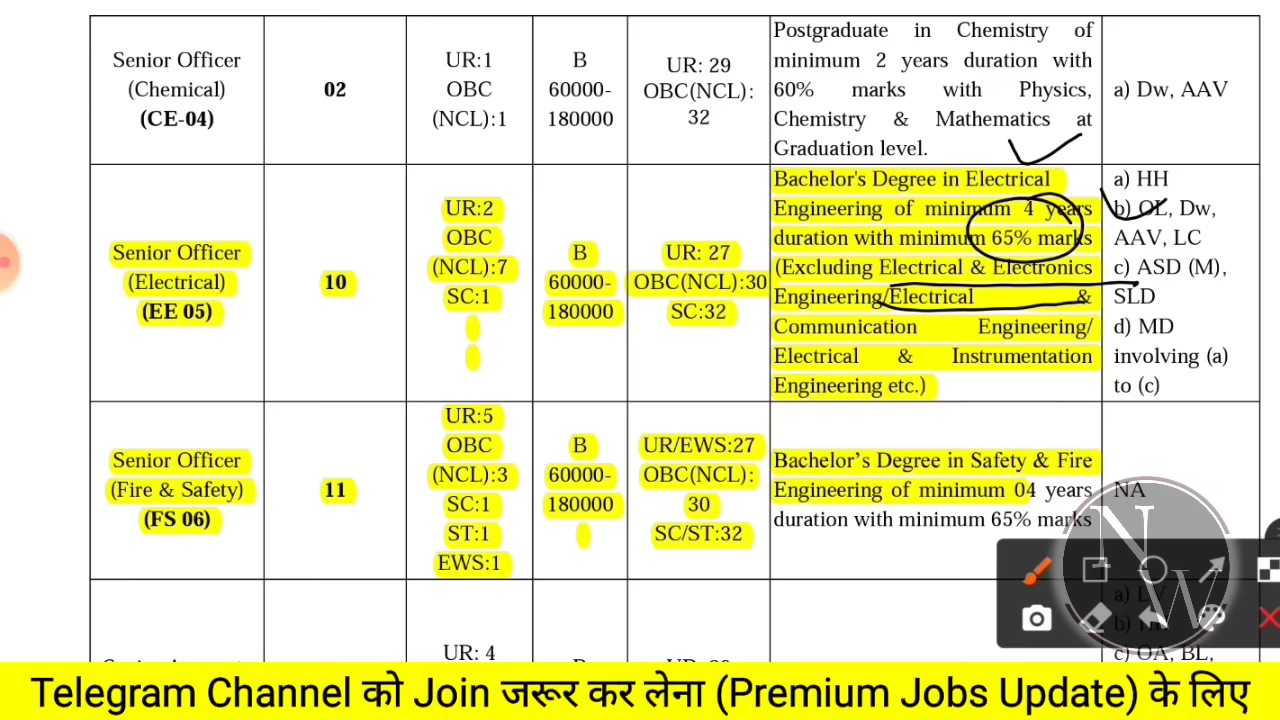 Senior Officer
(Chemical)
(CE-04)
02
UR:1
OBC
(NCL):1
B
60000-
180000
UR: 29
OBC(NCL):
32
Postgraduate in Chemistry of
minimum 2 years duration with
60% marks with Physics,
Chemistry & Mathematics at
Graduation level.
a) Dw, AAV
Senior Officer
(Electrical)
(EE 05)
10
UR:2
OBC
(NCL):7
SC:1
B
60000-
180000
UR: 27
OBC(NCL):30
SC:32
Bachelor's Degree in Electrical
Engineering of minimum 4 years
duration with minimum 65% marks
(Excluding Electrical & Electronics
Engineering/Electrical &
Communication Engineering/
Electrical & Instrumentation
Engineering etc.)
a) HH
b) OL, Dw,
AAV, LC
c) ASD (M),
SLD
d) MD
involving (a)
to (c)
Senior Officer
(Fire & Safety)
(FS 06)
11
UR:5
OBC
(NCL):3
SC:1
ST:1
EWS:1
B
60000-
180000
UR/EWS:27
OBC(NCL):
30
SC/ST:32
Bachelor’s Degree in Safety & Fire
Engineering of minimum 04 years
duration with minimum 65% marks
NA
NW
UR: 4
a)
b)
c) OA, BL,
Telegram Channel को Join जरूर कर लेना (Premium Jobs Update) के लिए